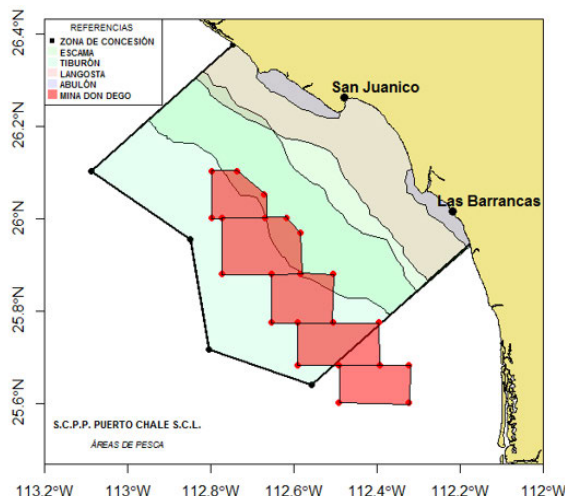 REFERENCIAS
ZONA DE CONCESIÓN
ESCAMA
TIBURÓN
LANGOSTA
ABULÓN
MINA DON DEGO
San Juanico
Las Barrancas
26.4°N
26.2°N
26°N
25.8°N
25.6°N
S.C.P.P. PUERTO CHALE S.C.L.
ÁREAS DE PESCA
113.2°W 113°W 112.8°W 112.6°W 112.4°W 112.2°W 112°W